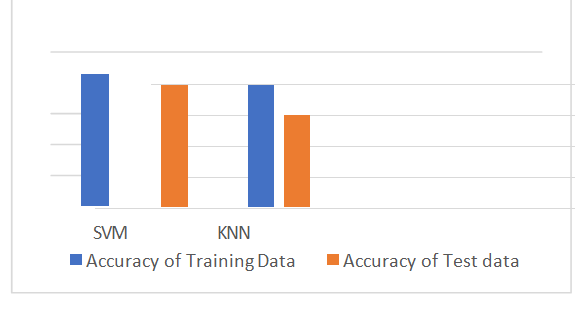 SVM KNN
Accuracy of Training Data Accuracy of Test data